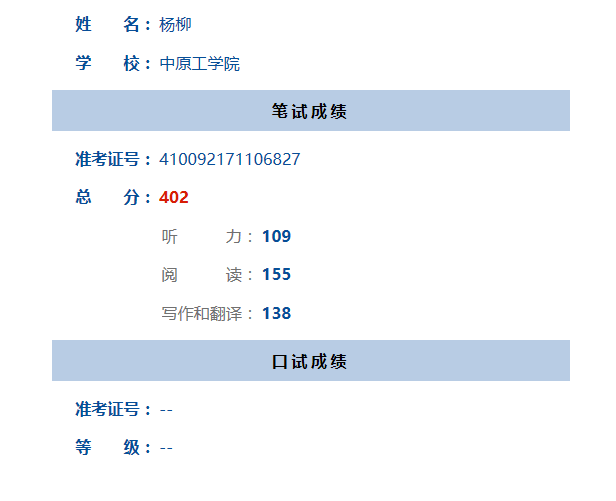 姓 名：杨柳
学 校：中原工学院
笔试成绩
准考证号：410092171106827
总 分：402
听 力：109
阅 读：155
写作和翻译：138
口试成绩
准考证号：--
等 级：--